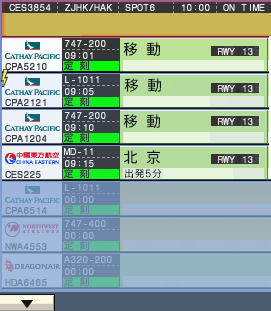 CES3854 ZJHK/HAK SPOT6 10:00 ON TIME
CATHAY PACIFIC
747-200
09:01
移動
RWY 13
CPA5210
定刻
CATHAY PACIFIC
L-1011
09:05
移動
RWY 13
CPA2121
定刻
CATHAY PACIFIC
747-200
09:10
移動
RWY 13
CPA1204
定刻
中國東方航空
CHINA EASTERN
MD-11
09:15
北京
RWY 13
CES225
定刻
出発5分
CATHAY PACIFIC
L-1011
00:00
CPA6514
定刻
NORTHWEST
AIRLINES
747-400
00:00
NWA4553
定刻
DRAGONAIR
A320-200
00:00
HDA6465
定刻